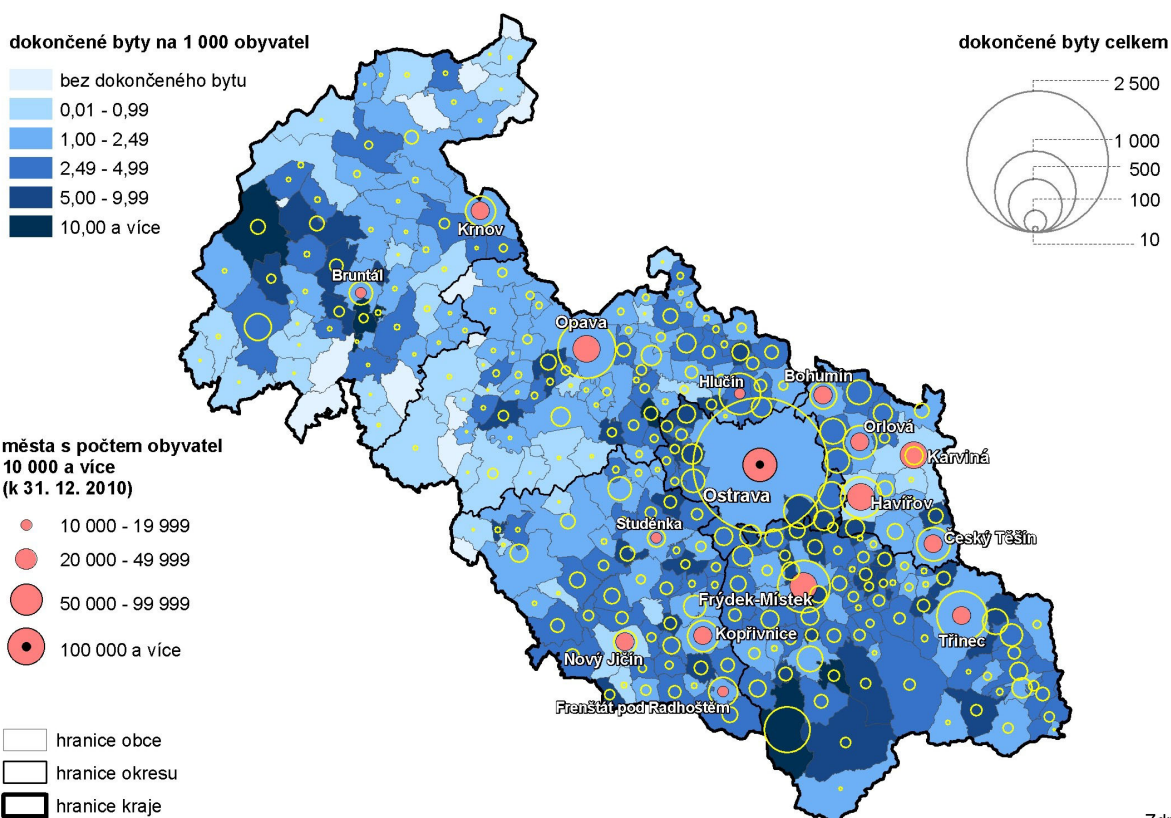 dokončené byty na 1 000 obyvatel
bez dokončeného bytu
0,01 - 0,99
1,00 - 2,49
2,49 - 4,99
5,00 - 9,99
10,00 a více
dokončené byty celkem
2 500
1 000
500
100
10
Krnov
Bruntál
Opava
Hlučín
Bohumín
Orlová
Karviná
Ostrava
Havířov
Studénka
Český Těšín
Frýdek-Místek
Kopřivnice
Třinec
Nový Jičín
Frenštát pod Radhoštěm
města s počtem obyvatel
10 000 a více
(k 31. 12. 2010)
10 000 - 19 999
20 000 - 49 999
50 000 - 99 999
100 000 a více
hranice obce
hranice okresu
hranice kraje